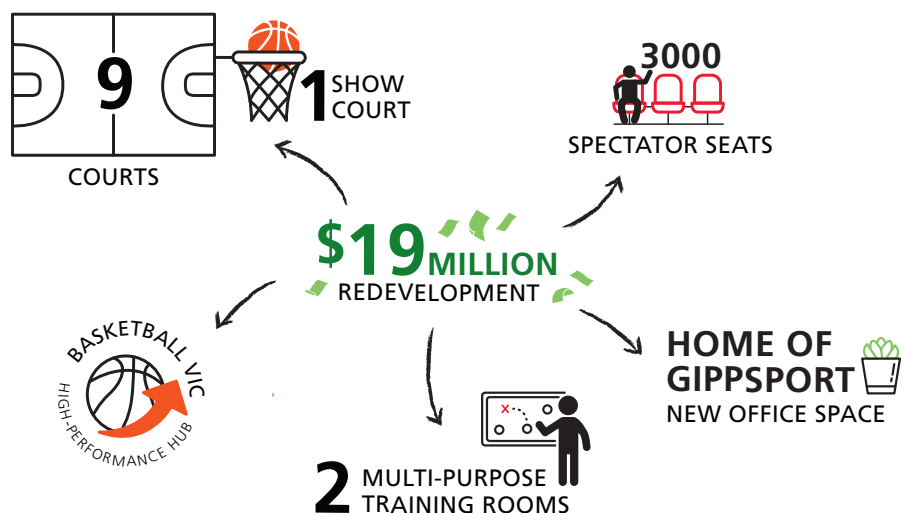 9
COURTS
1 SHOW
COURT
3000
SPECTATOR SEATS
$19 MILLION
REDEVELOPMENT
BASKETBALL VIC
HIGH-PERFORMANCE HUB
2 MULTI-PURPOSE
TRAINING ROOMS
HOME OF
GIPPSPORT
NEW OFFICE SPACE